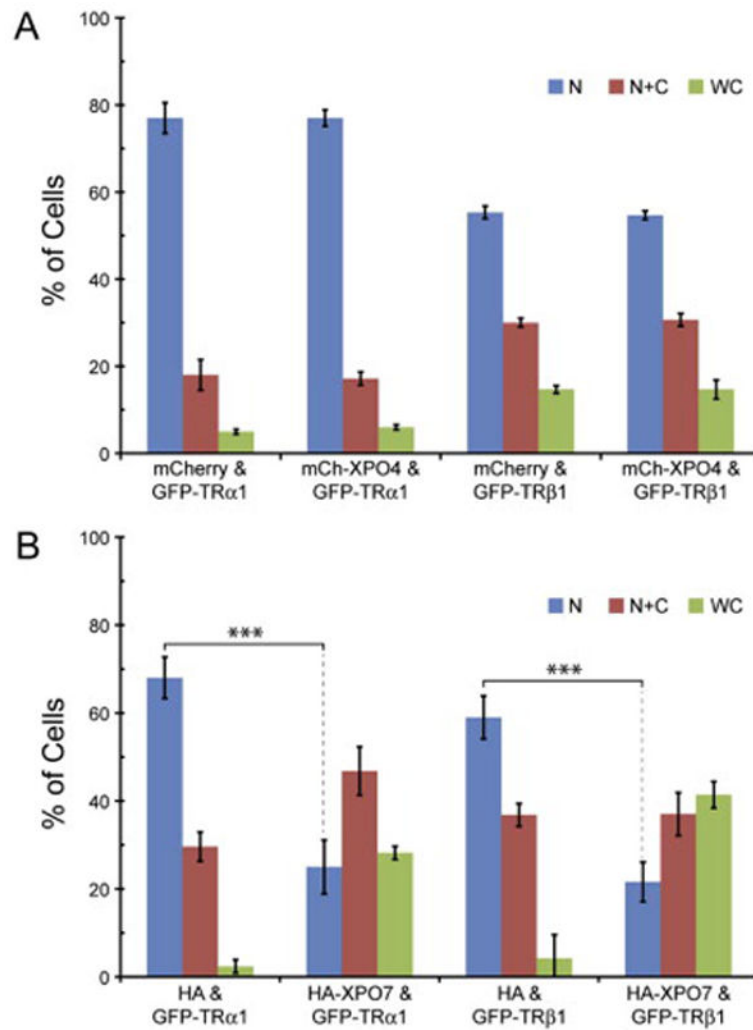 A
100
80
60
40
20
0
% of Cells
N N+C WC
mCherry & mCh-XPO4 & mCherry & mCh-XPO4 &
GFP-TRα1 GFP-TRα1 GFP-TRβ1 GFP-TRβ1
B
100
80
60
40
20
0
% of Cells
N N+C WC
*** ***
HA & HA-XPO7 & HA & HA-XPO7 &
GFP-TRα1 GFP-TRα1 GFP-TRβ1 GFP-TRβ1